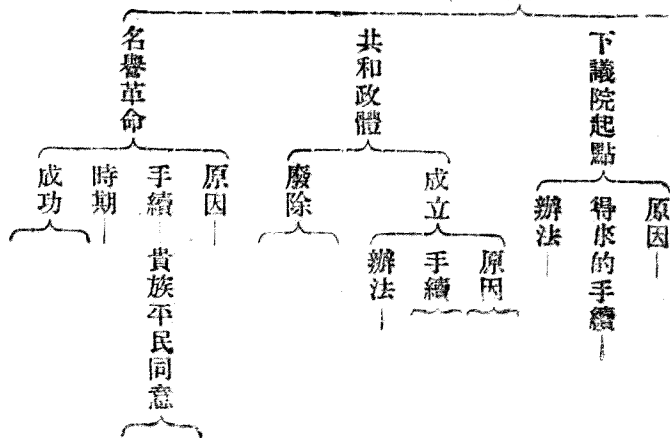 下議院起點
原因
得來的手續
辦法
共和政體
成立
原因
手續
辦法
廢除
名譽革命
原因
手續
貴族平民同意
時期
成功